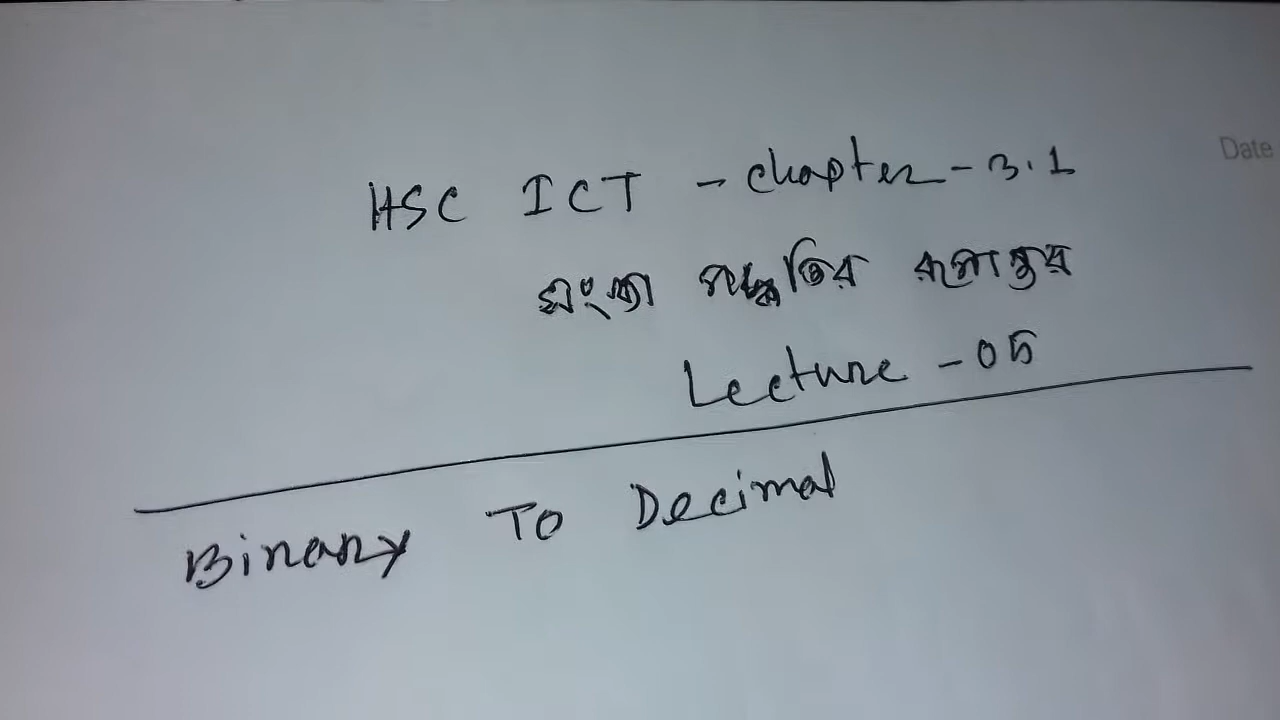 Date
HSC ICT - Chapter - 3.1
সংখ্যা পদ্ধতির রূপান্তর
Lecture - 05
Binary To Decimal